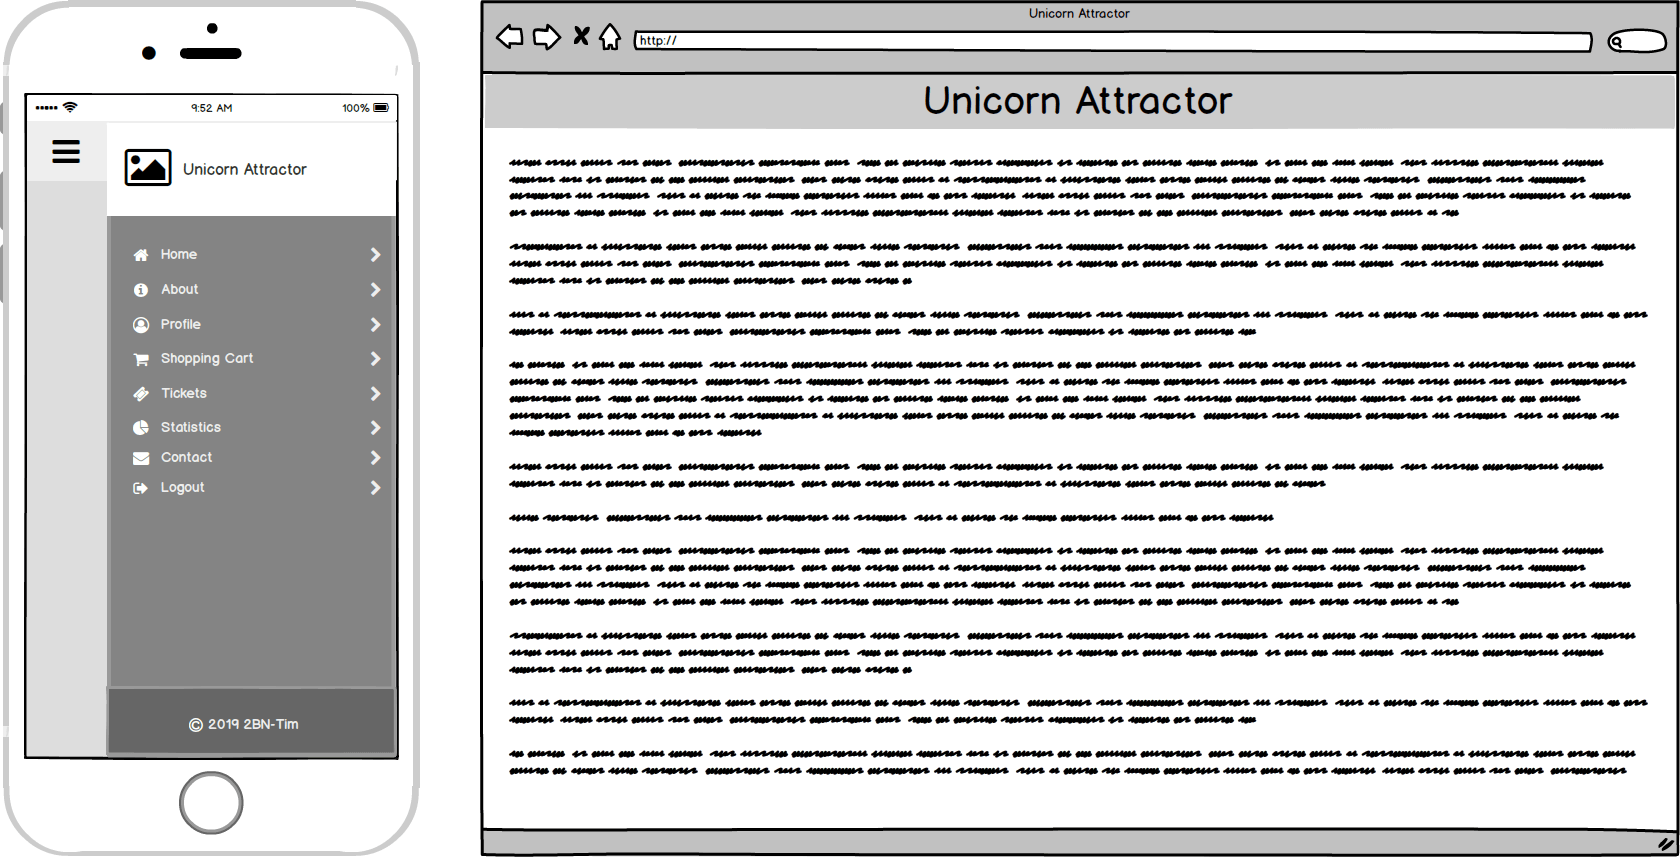 9:52 AM
100%
Unicorn Attractor
Home
About
Profile
Shopping Cart
Tickets
Statistics
Contact
Logout
© 2019 2BN-Tim
Unicorn Attractor
http://
Unicorn Attractor